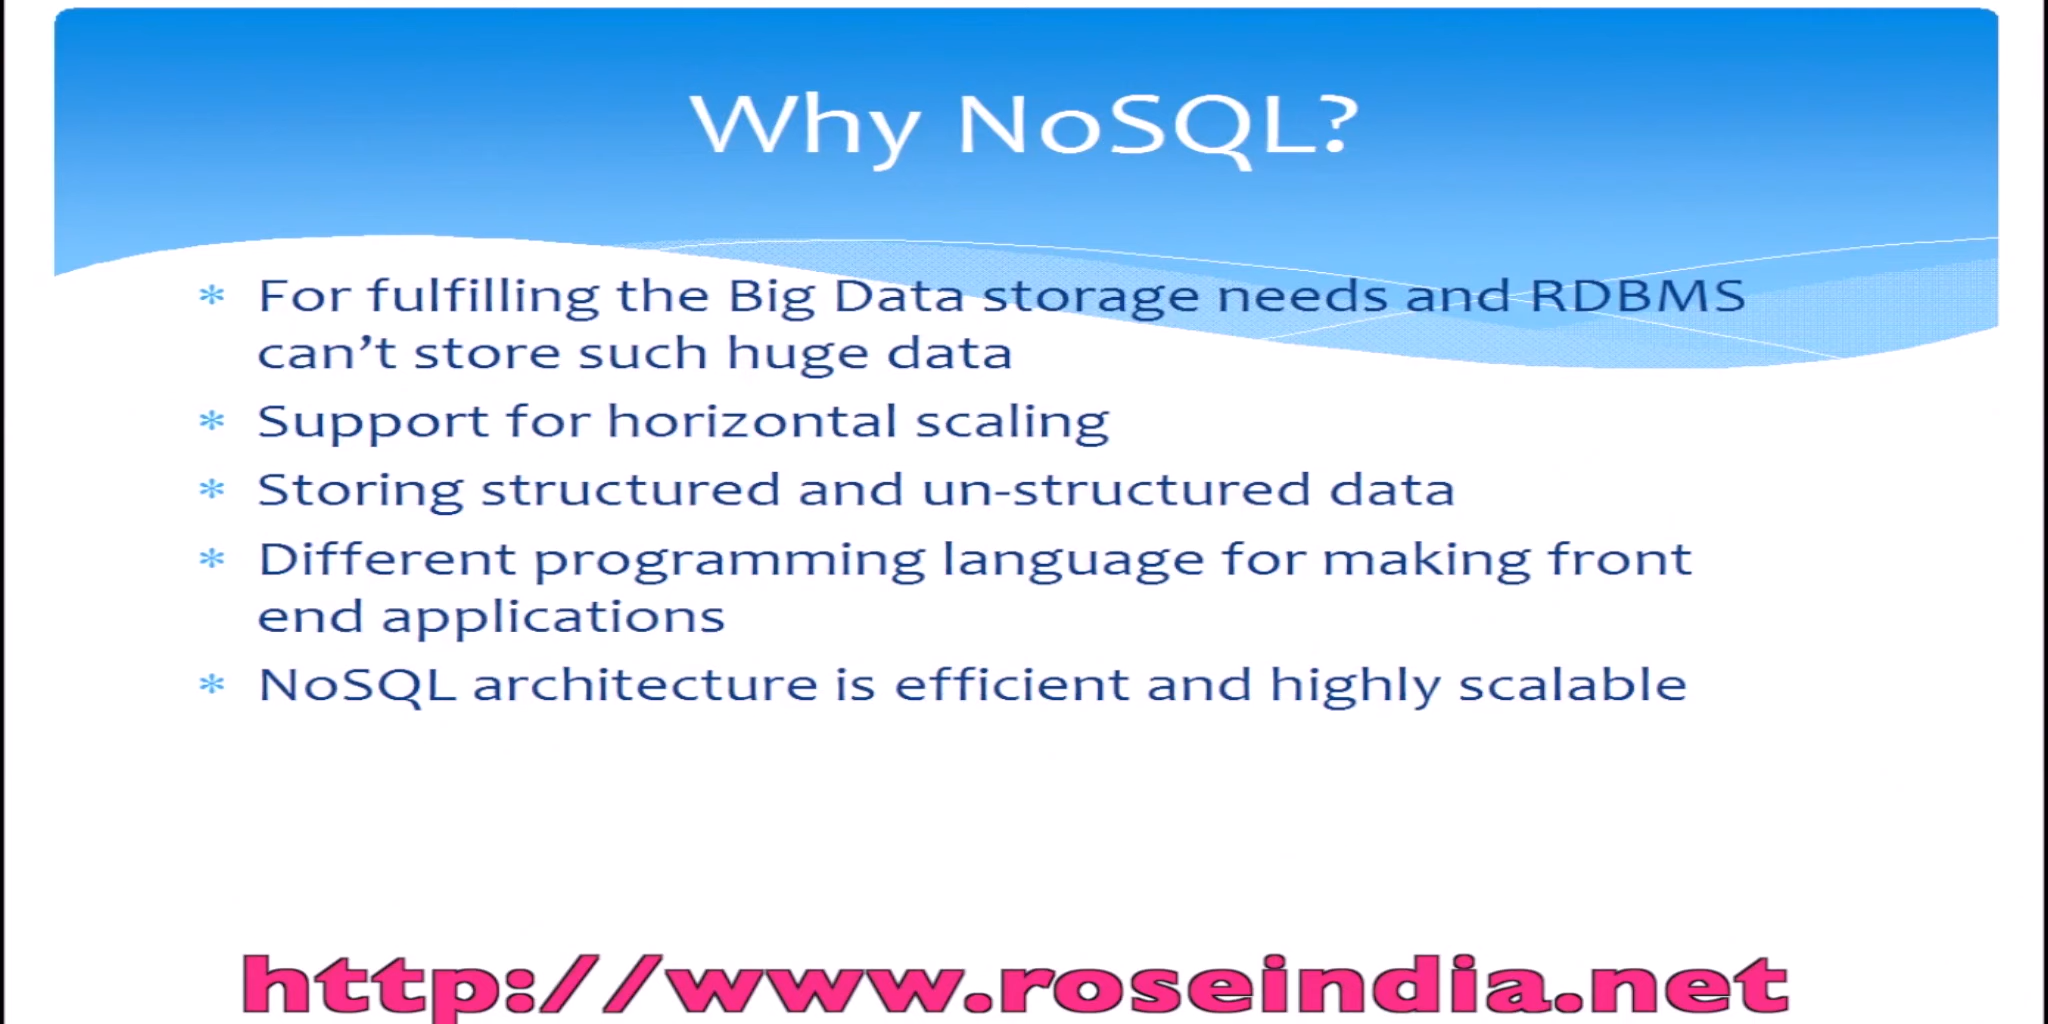 Why NoSQL?
* For fulfilling the Big Data storage needs and RDBMS
can’t store such huge data
* Support for horizontal scaling
* Storing structured and un-structured data
* Different programming language for making front
end applications
* NoSQL architecture is efficient and highly scalable
http://www.roseindia.net